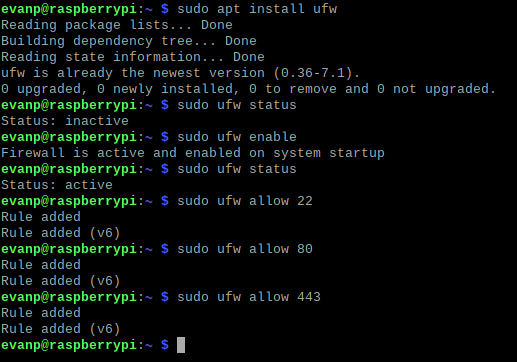 evanp@raspberrypi:~ $ sudo apt install ufw
Reading package lists... Done
Building dependency tree... Done
Reading state information... Done
ufw is already the newest version (0.36-7.1).
0 upgraded, 0 newly installed, 0 to remove and 0 not upgraded.
evanp@raspberrypi:~ $ sudo ufw status
Status: inactive
evanp@raspberrypi:~ $ sudo ufw enable
Firewall is active and enabled on system startup
evanp@raspberrypi:~ $ sudo ufw status
Status: active
evanp@raspberrypi:~ $ sudo ufw allow 22
Rule added
Rule added (v6)
evanp@raspberrypi:~ $ sudo ufw allow 80
Rule added
Rule added (v6)
evanp@raspberrypi:~ $ sudo ufw allow 443
Rule added
Rule added (v6)
evanp@raspberrypi:~ $